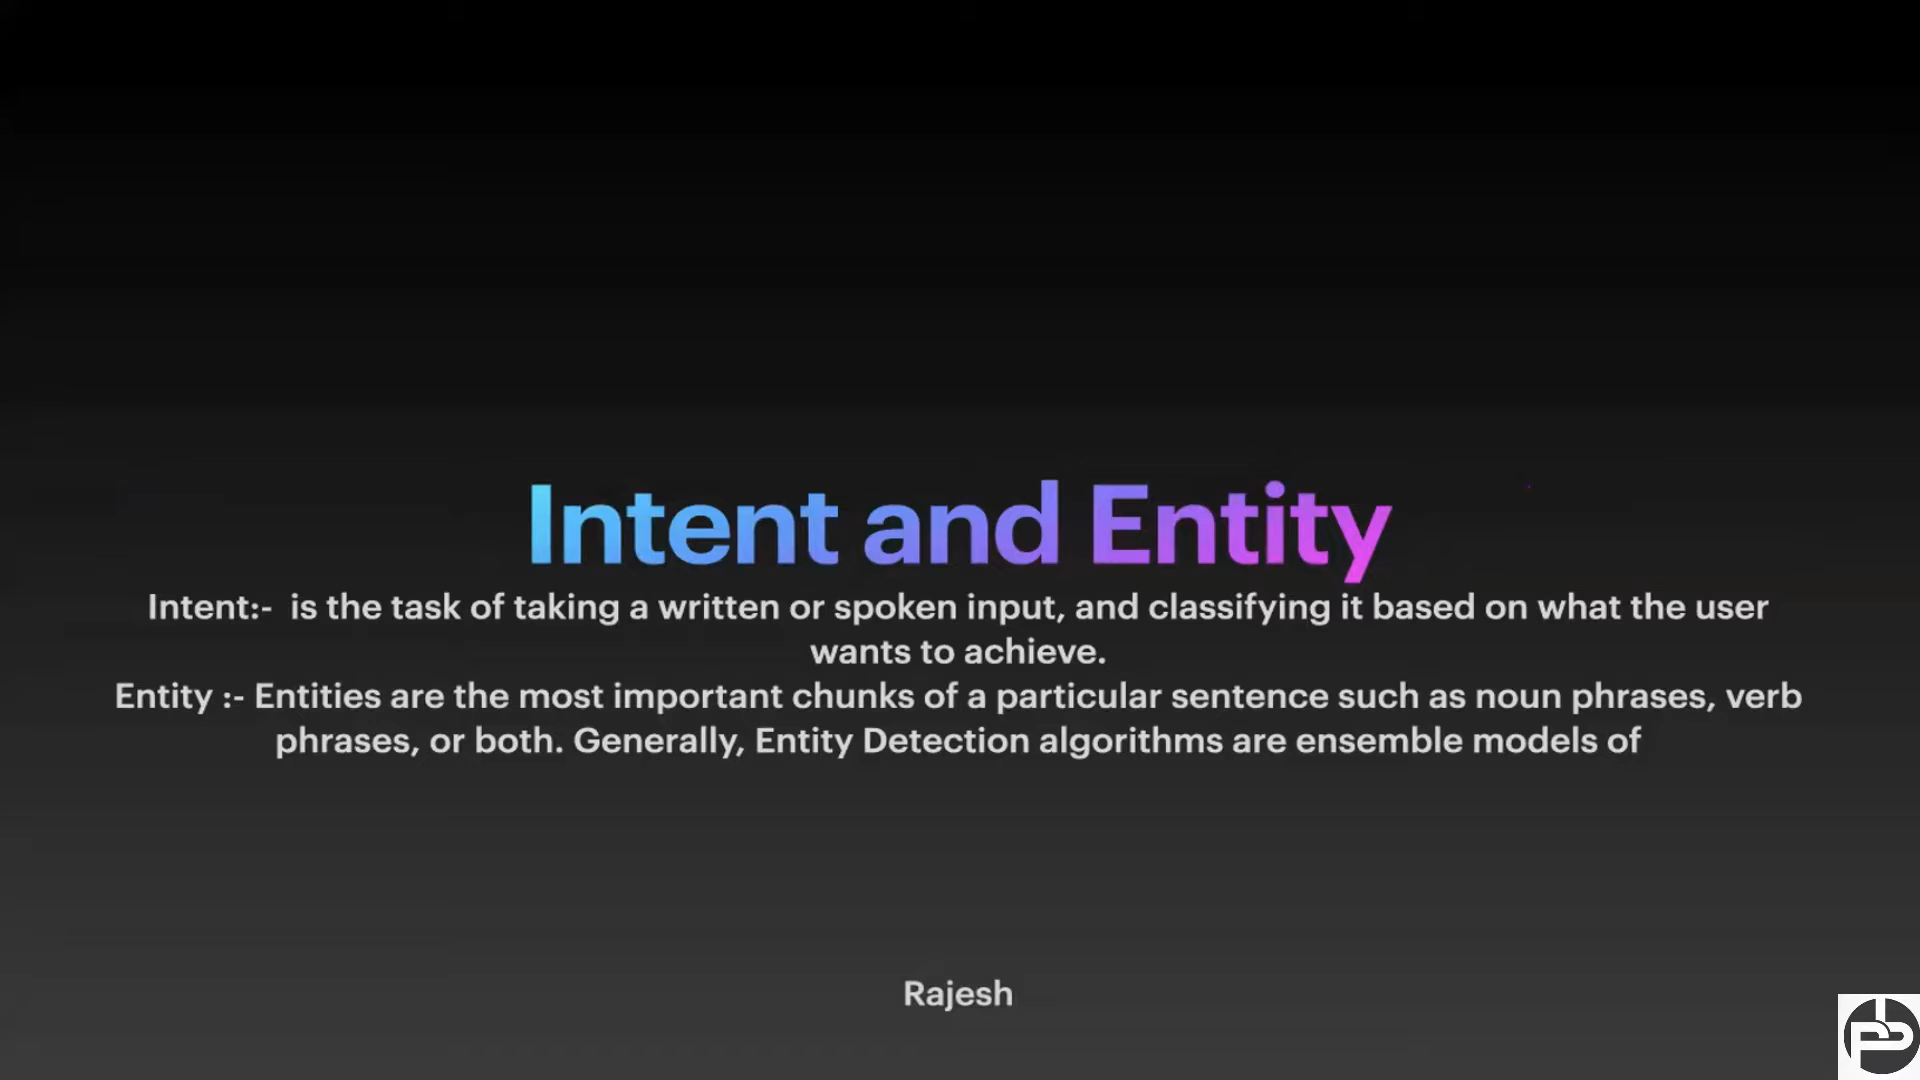 Intent and Entity
Intent:- is the task of taking a written or spoken input, and classifying it based on what the user
wants to achieve.
Entity :- Entities are the most important chunks of a particular sentence such as noun phrases, verb
phrases, or both. Generally, Entity Detection algorithms are ensemble models of
Rajesh